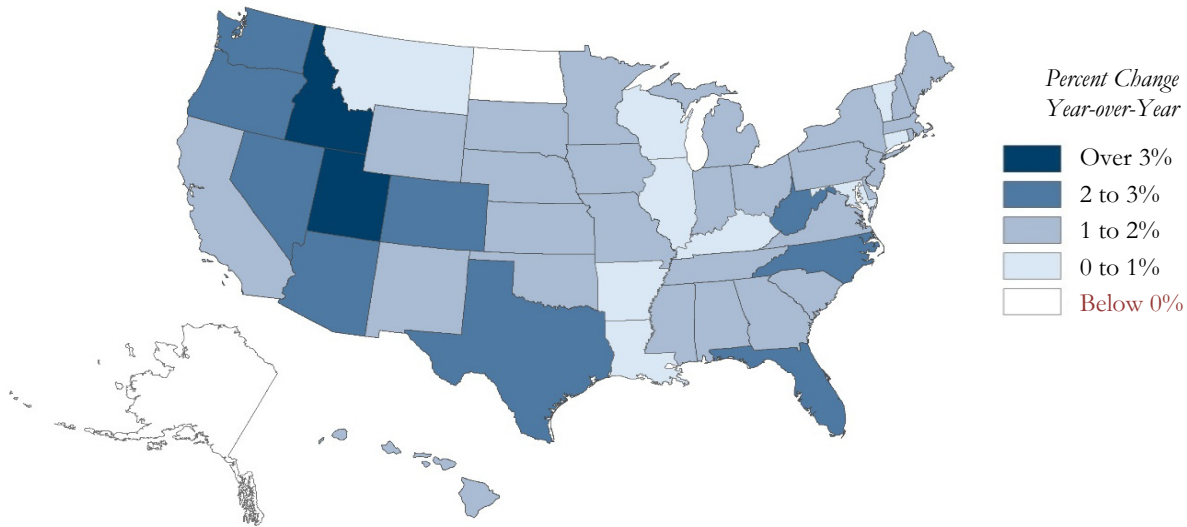 Percent Change
Year-over-Year
Over 3%
2 to 3%
1 to 2%
0 to 1%
Below 0%